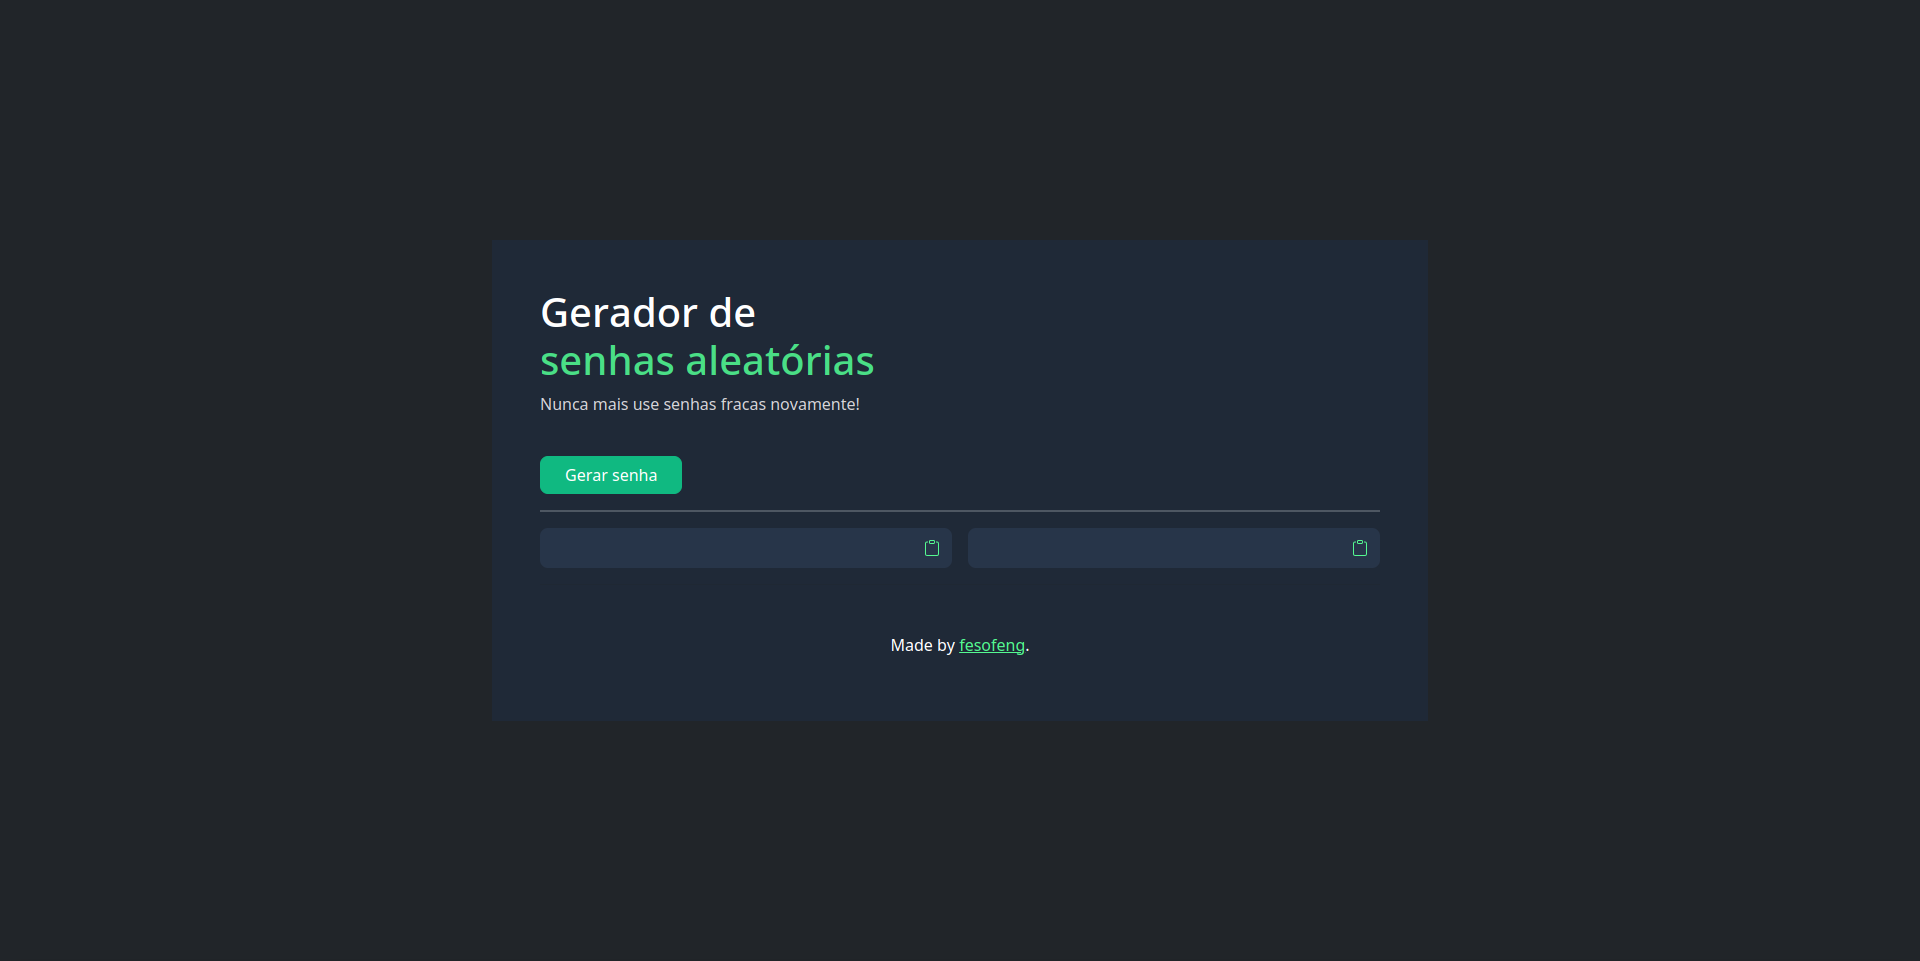 Gerador de
senhas aleatórias
Nunca mais use senhas fracas novamente!
Gerar senha
Made by fesofeng.